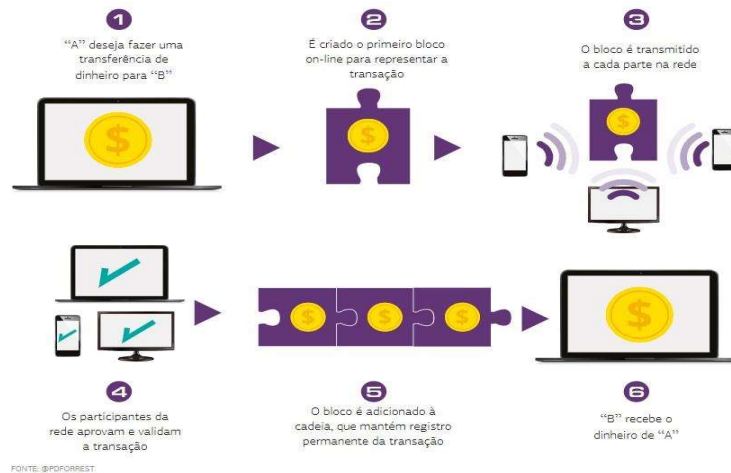 1
"A" deseja fazer uma
transferência de
dinheiro para "B"
2
É criado o primeiro bloco
on-line para representar a
transação
3
O bloco é transmitido
a cada parte na rede
4
Os participantes da
rede aprovam e validam
a transação
5
O bloco é adicionado à
cadeia, que mantém registro
permanente da transação
6
"B" recebe o
dinheiro de "A"
FONTE: @PDFORREST